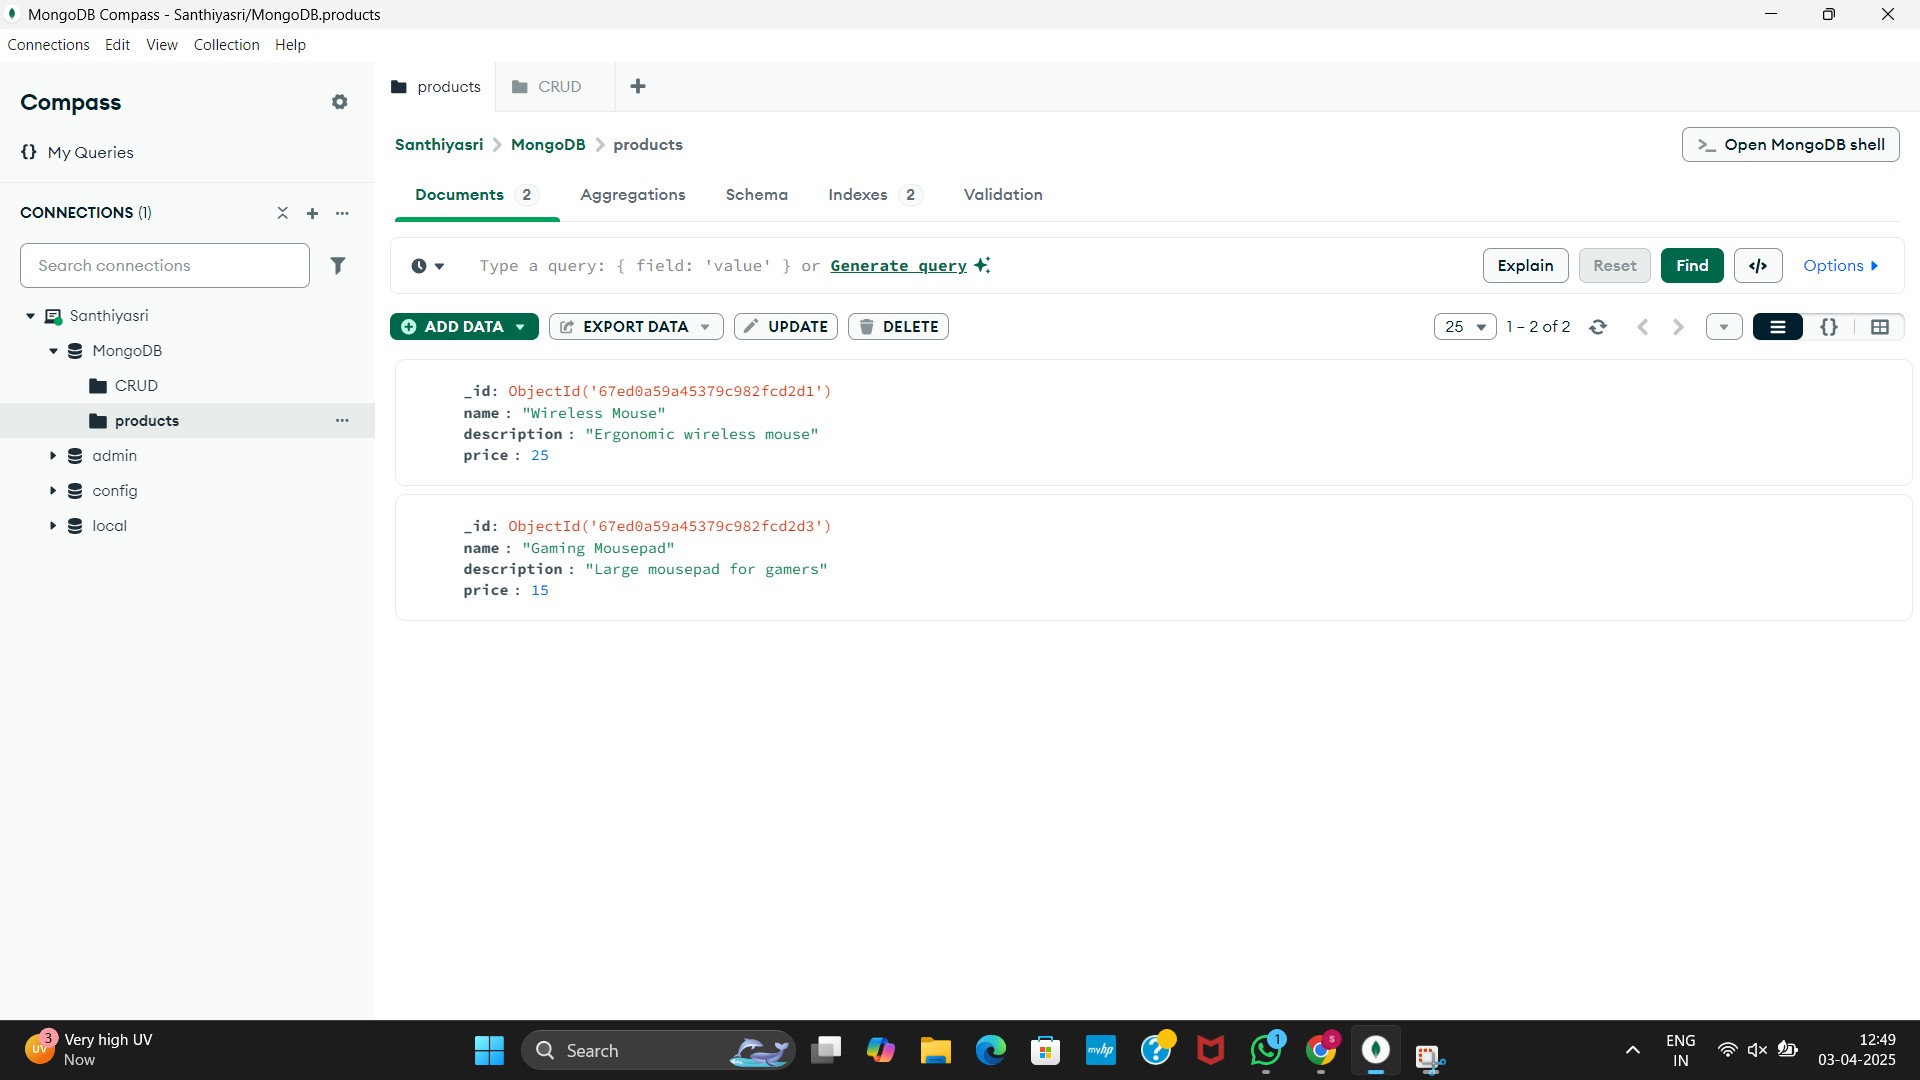 MongoDB Compass - Santhiyasri/MongoDB.products
Connections Edit View Collection Help
Compass
{} My Queries
CONNECTIONS (1)
Search connections
Santhiyasri
MongoDB
CRUD
products
admin
config
local
products CRUD
Santhiyasri > MongoDB > products
>_ Open MongoDB shell
Documents 2 Aggregations Schema Indexes 2 Validation
Type a query: { field: 'value' } or Generate query
Explain Reset Find </> Options
ADD DATA EXPORT DATA UPDATE DELETE
25 1 – 2 of 2 {}
_id: ObjectId('67ed0a59a45379c982fcd2d1')
name : "Wireless Mouse"
description : "Ergonomic wireless mouse"
price : 25
_id: ObjectId('67ed0a59a45379c982fcd2d3')
name : "Gaming Mousepad"
description : "Large mousepad for gamers"
price : 15
UV 3 Very high UV
Now
Search
myhp
1
s
ENG
IN
12:49
03-04-2025